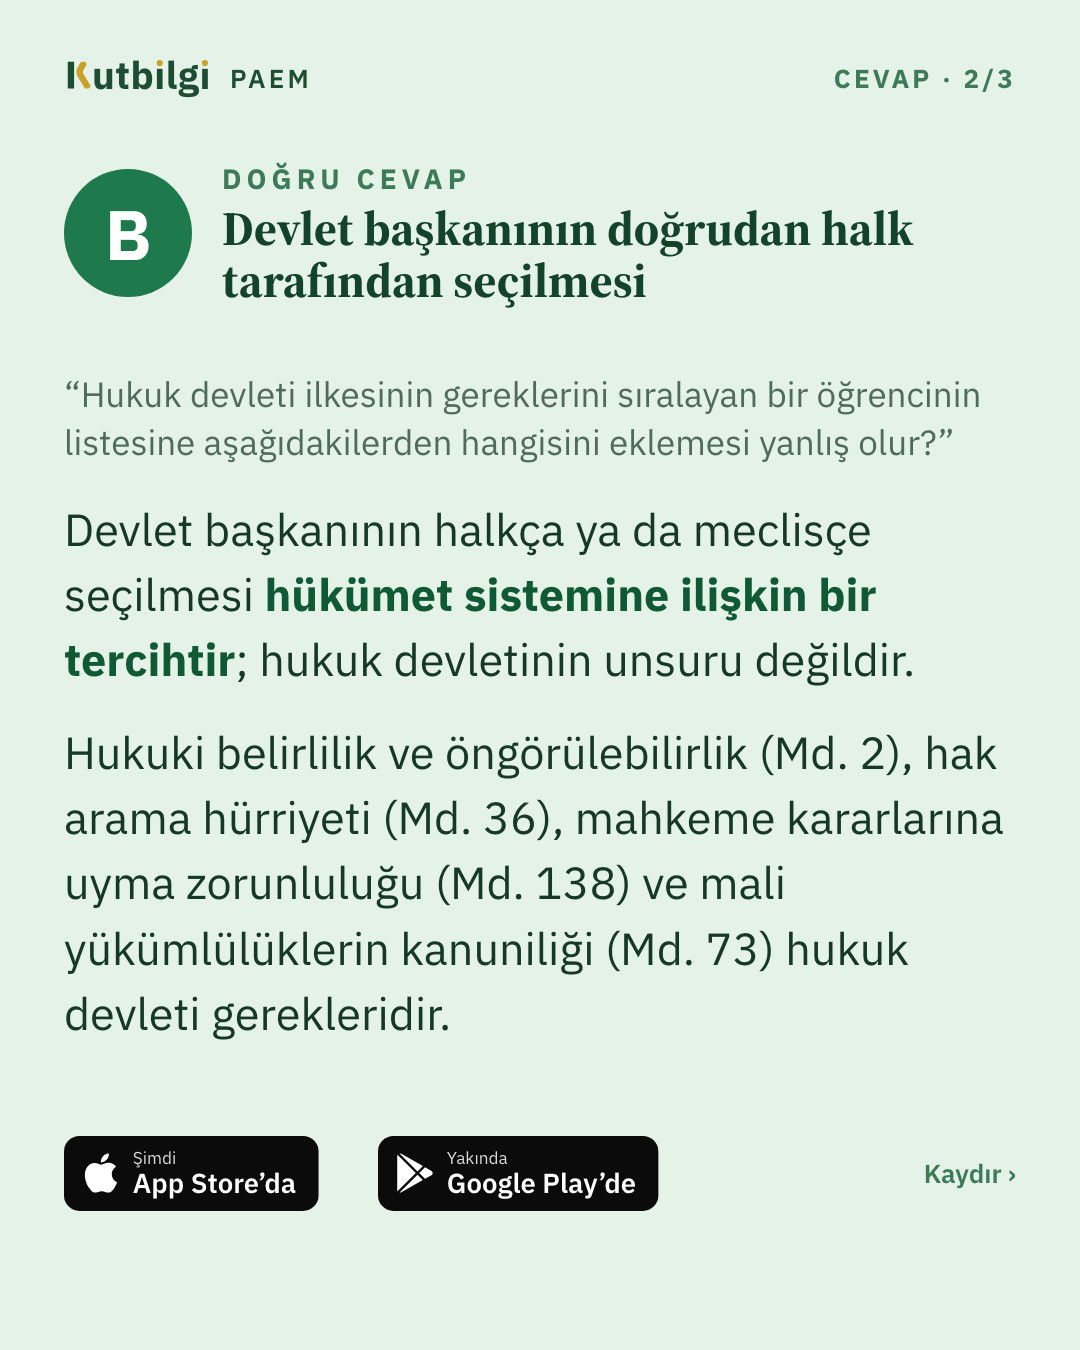 Kutbilgi PAEM
CEVAP · 2/3
B
DOĞRU CEVAP
Devlet başkanının doğrudan halk
tarafından seçilmesi
“Hukuk devleti ilkesinin gereklerini sıralayan bir öğrencinin
listesine aşağıdakilerden hangisini eklemesi yanlış olur?”
Devlet başkanının halkça ya da meclisçe
seçilmesi hükümet sistemine ilişkin bir
tercihtir; hukuk devletinin unsuru değildir.
Hukuki belirlilik ve öngörülebilirlik (Md. 2), hak
arama hürriyeti (Md. 36), mahkeme kararlarına
uyma zorunluluğu (Md. 138) ve mali
yükümlülüklerin kanuniliği (Md. 73) hukuk
devleti gerekleridir.
Şimdi
App Store’da
Yakında
Google Play’de
Kaydır ›